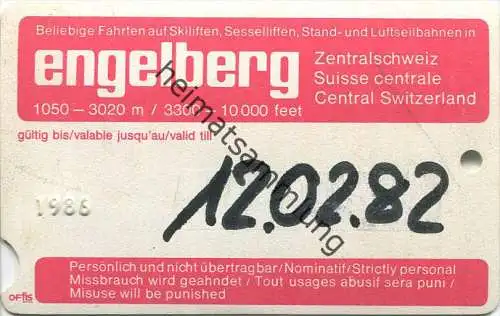 Beliebige Fahrten auf Skiliften, Sesselliften, Stand- und Luftseilbahnen in
engelberg
Zentralschweiz
Suisse centrale
Central Switzerland
1050 – 3020 m / 3300 – 10 000 feet
gültig bis/valable jusqu'au/valid till
12.02.82
1986
heimatsammlung
Persönlich und nicht übertragbar/Nominatif/Strictly personal
Missbrauch wird geahndet / Tout usages abusif sera puni /
Misuse will be punished